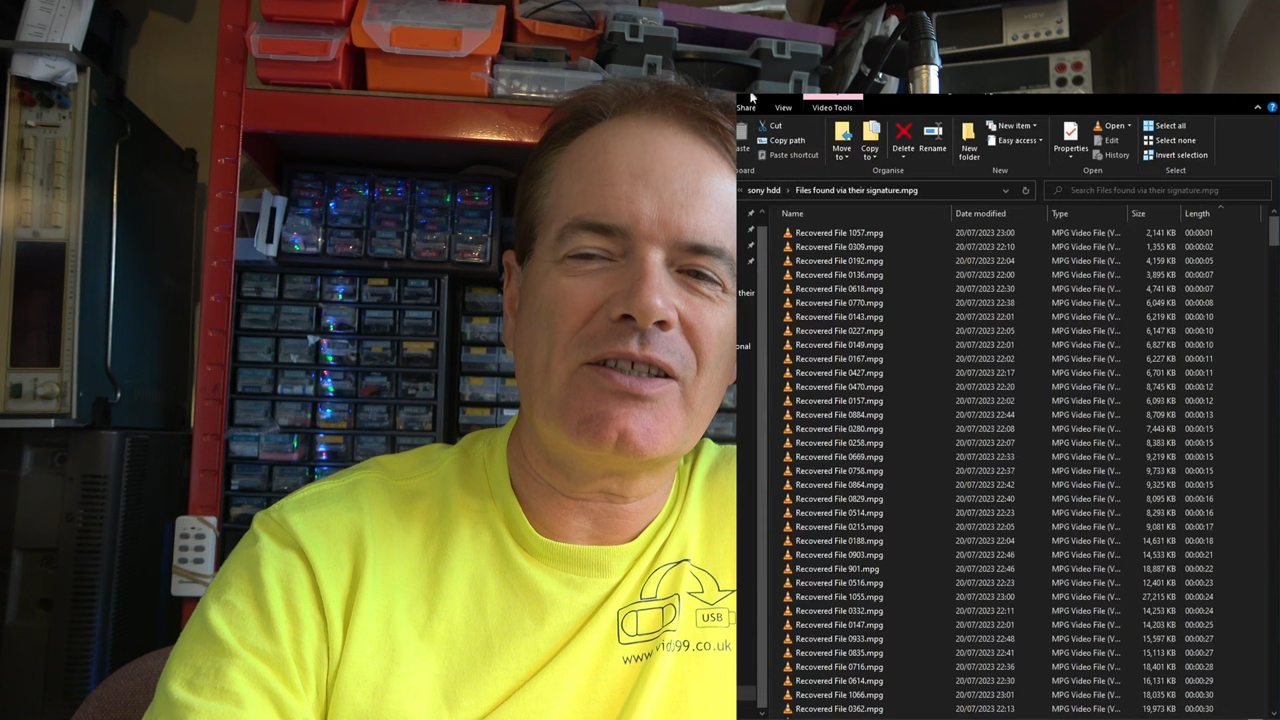 USB
www.vid99.co.uk
Share View Video Tools
Cut
Copy path
Paste shortcut
Move to
Copy to
Delete
Rename
New folder
New item
Easy access
Properties
Open
Edit
History
Select all
Select none
Invert selection
Organise New Open Select
sony hdd > Files found via their signature.mpg Search Files found via their signature.mpg
Name Date modified Type Size Length
Recovered File 1057.mpg 20/07/2023 23:00 MPG Video File (V... 2,141 KB 00:00:01
Recovered File 0309.mpg 20/07/2023 22:10 MPG Video File (V... 1,355 KB 00:00:02
Recovered File 0192.mpg 20/07/2023 22:04 MPG Video File (V... 4,159 KB 00:00:05
Recovered File 0136.mpg 20/07/2023 22:00 MPG Video File (V... 3,895 KB 00:00:07
Recovered File 0618.mpg 20/07/2023 22:30 MPG Video File (V... 4,741 KB 00:00:07
Recovered File 0770.mpg 20/07/2023 22:38 MPG Video File (V... 6,049 KB 00:00:08
Recovered File 0143.mpg 20/07/2023 22:01 MPG Video File (V... 6,219 KB 00:00:10
Recovered File 0227.mpg 20/07/2023 22:05 MPG Video File (V... 6,147 KB 00:00:10
Recovered File 0149.mpg 20/07/2023 22:01 MPG Video File (V... 6,827 KB 00:00:10
Recovered File 0167.mpg 20/07/2023 22:02 MPG Video File (V... 6,227 KB 00:00:11
Recovered File 0427.mpg 20/07/2023 22:17 MPG Video File (V... 6,701 KB 00:00:11
Recovered File 0470.mpg 20/07/2023 22:20 MPG Video File (V... 8,745 KB 00:00:12
Recovered File 0157.mpg 20/07/2023 22:02 MPG Video File (V... 6,093 KB 00:00:12
Recovered File 0884.mpg 20/07/2023 22:44 MPG Video File (V... 8,709 KB 00:00:13
Recovered File 0280.mpg 20/07/2023 22:08 MPG Video File (V... 7,443 KB 00:00:15
Recovered File 0258.mpg 20/07/2023 22:07 MPG Video File (V... 8,383 KB 00:00:15
Recovered File 0669.mpg 20/07/2023 22:33 MPG Video File (V... 9,219 KB 00:00:15
Recovered File 0758.mpg 20/07/2023 22:37 MPG Video File (V... 9,733 KB 00:00:15
Recovered File 0864.mpg 20/07/2023 22:42 MPG Video File (V... 9,325 KB 00:00:15
Recovered File 0829.mpg 20/07/2023 22:40 MPG Video File (V... 8,095 KB 00:00:16
Recovered File 0514.mpg 20/07/2023 22:23 MPG Video File (V... 8,293 KB 00:00:16
Recovered File 0215.mpg 20/07/2023 22:05 MPG Video File (V... 9,081 KB 00:00:17
Recovered File 0188.mpg 20/07/2023 22:04 MPG Video File (V... 14,631 KB 00:00:18
Recovered File 0903.mpg 20/07/2023 22:46 MPG Video File (V... 14,533 KB 00:00:21
Recovered File 901.mpg 20/07/2023 22:46 MPG Video File (V... 18,887 KB 00:00:22
Recovered File 0516.mpg 20/07/2023 22:23 MPG Video File (V... 12,401 KB 00:00:23
Recovered File 1055.mpg 20/07/2023 23:00 MPG Video File (V... 27,215 KB 00:00:24
Recovered File 0332.mpg 20/07/2023 22:11 MPG Video File (V... 14,253 KB 00:00:24
Recovered File 0147.mpg 20/07/2023 22:01 MPG Video File (V... 14,203 KB 00:00:25
Recovered File 0933.mpg 20/07/2023 22:48 MPG Video File (V... 15,597 KB 00:00:27
Recovered File 0835.mpg 20/07/2023 22:41 MPG Video File (V... 15,113 KB 00:00:27
Recovered File 0716.mpg 20/07/2023 22:36 MPG Video File (V... 18,401 KB 00:00:28
Recovered File 0614.mpg 20/07/2023 22:30 MPG Video File (V... 16,131 KB 00:00:29
Recovered File 1066.mpg 20/07/2023 23:01 MPG Video File (V... 18,035 KB 00:00:30
Recovered File 0362.mpg 20/07/2023 22:13 MPG Video File (V... 19,973 KB 00:00:30